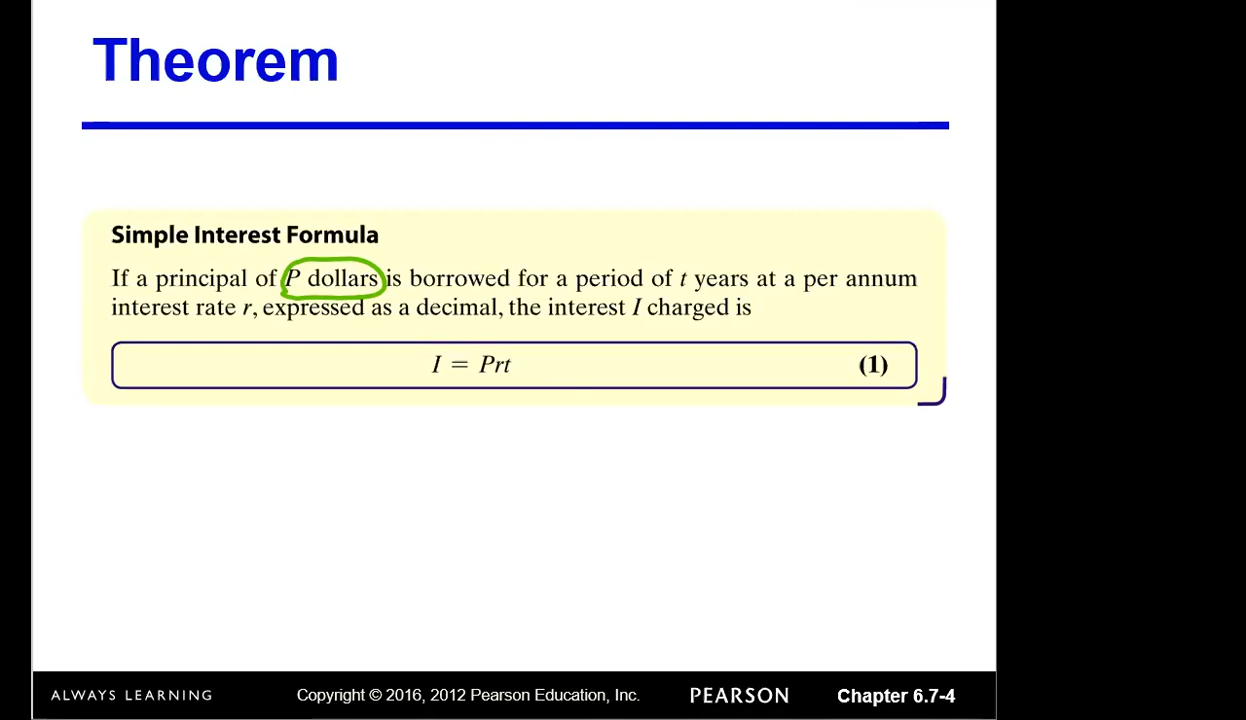 Theorem
Simple Interest Formula
If a principal of P dollars is borrowed for a period of t years at a per annum
interest rate r, expressed as a decimal, the interest I charged is
I = Prt (1)
ALWAYS LEARNING Copyright © 2016, 2012 Pearson Education, Inc. PEARSON Chapter 6.7-4